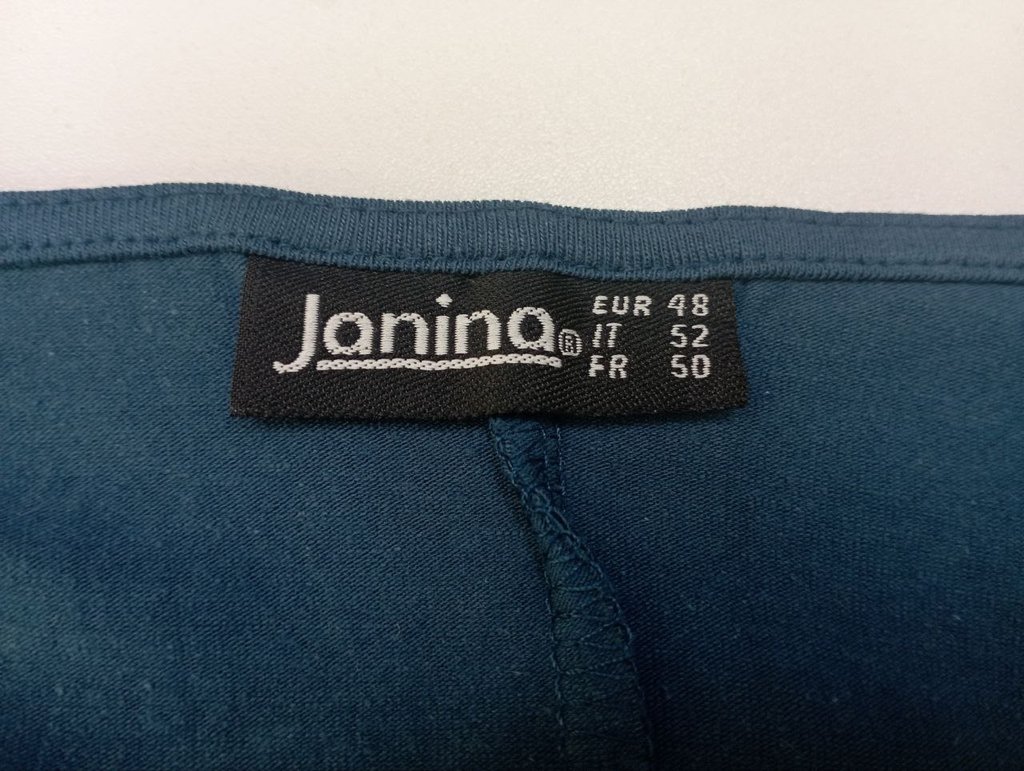 Janina®
EUR 48
IT 52
FR 50